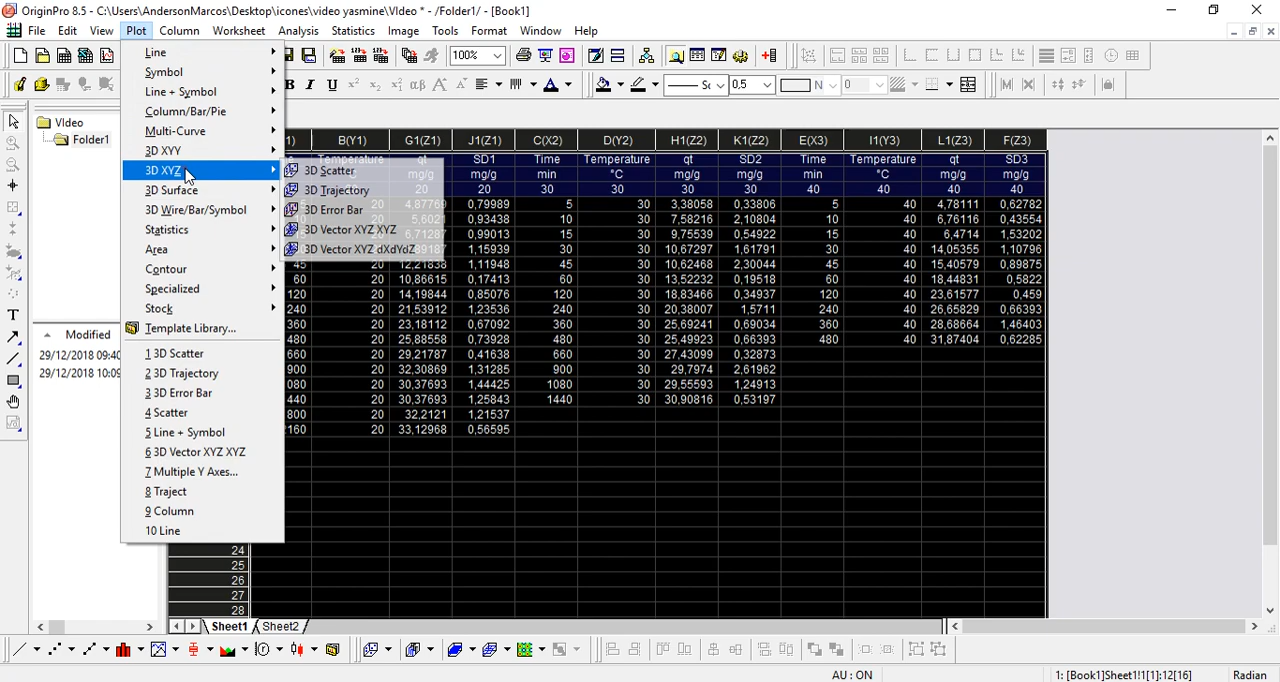 OriginPro 8.5 - C:\Users\AndersonMarcos\Desktop\icones\video yasmine\VIdeo * - /Folder1/ - [Book1]
File Edit View Plot Column Worksheet Analysis Statistics Image Tools Format Window Help
100%
B I U 0,5 N 0
VIdeo
Folder1
Modified
29/12/2018 09:40
29/12/2018 10:09
Line
Symbol
Line + Symbol
Column/Bar/Pie
Multi-Curve
3D XYY
3D XYZ
3D Surface
3D Wire/Bar/Symbol
Statistics
Area
Contour
Specialized
Stock
Template Library...
1 3D Scatter
2 3D Trajectory
3 3D Error Bar
4 Scatter
5 Line + Symbol
6 3D Vector XYZ XYZ
7 Multiple Y Axes...
8 Traject
9 Column
10 Line
3D Scatter
3D Trajectory
3D Error Bar
3D Vector XYZ XYZ
3D Vector XYZ dXdYdZ
1) B(Y1) G1(Z1) J1(Z1) C(X2) D(Y2) H1(Z2) K1(Z2) E(X3) I1(Y3) L1(Z3) F(Z3)
Temperature qt SD1 Time Temperature qt SD2 Time Temperature qt SD3
mg/g mg/g min °C mg/g mg/g min °C mg/g mg/g
20 20 30 30 30 30 40 40 40 40
20 4,87769 0,79989 5 30 3,38058 0,33806 5 40 4,78111 0,62782
20 5,6021 0,93438 10 30 7,58216 2,10804 10 40 6,76116 0,43554
6,71287 0,99013 15 30 9,75539 0,54922 15 40 6,4714 1,53202
1,15939 30 30 10,67297 1,61791 30 40 14,05355 1,10796
45 20 12,21838 1,11948 45 30 10,62468 2,30044 45 40 15,40579 0,89875
60 20 10,86615 0,17413 60 30 13,52232 0,19518 60 40 18,44831 0,5822
120 20 14,19844 0,85076 120 30 18,83466 0,34937 120 40 23,61577 0,459
240 20 21,53912 1,23536 240 30 20,38007 1,5711 240 40 26,65829 0,66393
360 20 23,18112 0,67092 360 30 25,69241 0,69034 360 40 28,68664 1,46403
480 20 25,88558 0,73928 480 30 25,49923 0,66393 480 40 31,87404 0,62285
660 20 29,21787 0,41638 660 30 27,43099 0,32873
900 20 32,30869 1,31285 900 30 29,7974 2,61962
080 20 30,37693 1,44425 1080 30 29,55593 1,24913
440 20 30,37693 1,25843 1440 30 30,90816 0,53197
800 20 32,2121 1,21537
160 20 33,12968 0,56595
24
25
26
27
28
Sheet1 Sheet2
AU : ON 1: [Book1]Sheet1!1[1]:12[16] Radian